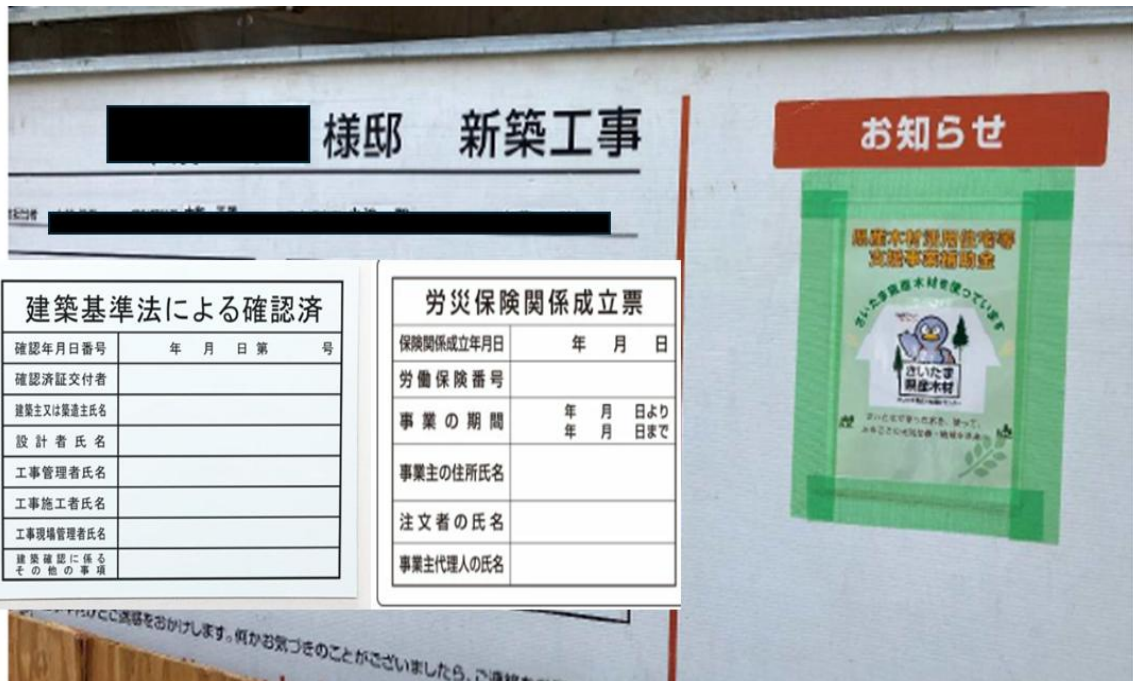 様邸 新築工事
お知らせ
県産木材活用住宅等
支援事業補助金
さいたま県産木材を使っています
さいたま
県産木材
建築基準法による確認済
確認年月日番号 年 月 日 第 号
確認済証交付者
建築主又は築造主氏名
設計者氏名
工事管理者氏名
工事施工者氏名
工事現場管理者氏名
建築確認に係る
その他の事項
労災保険関係成立票
保険関係成立年月日 年 月 日
労働保険番号
事業の期間 年 月 日より
年 月 日まで
事業主の住所氏名
注文者の氏名
事業主代理人の氏名
ご迷惑をおかけします。何かお気づきのことがございましたら、ご連絡を